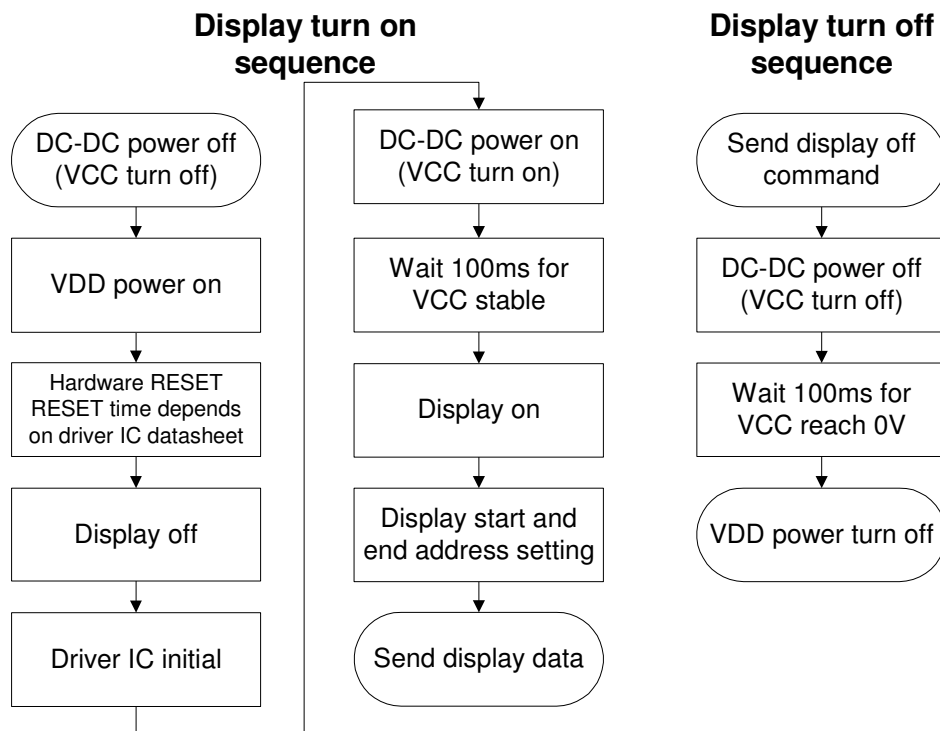 Display turn on
sequence
DC-DC power off
(VCC turn off)
VDD power on
Hardware RESET
RESET time depends
on driver IC datasheet
Display off
Driver IC initial
DC-DC power on
(VCC turn on)
Wait 100ms for
VCC stable
Display on
Display start and
end address setting
Send display data
Display turn off
sequence
Send display off
command
DC-DC power off
(VCC turn off)
Wait 100ms for
VCC reach 0V
VDD power turn off